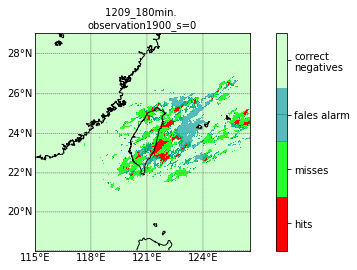 1209_180min.
observation1900_s=0
28°N
26°N
24°N
22°N
20°N
115°E
118°E
121°E
124°E
correct
negatives
fales alarm
misses
hits